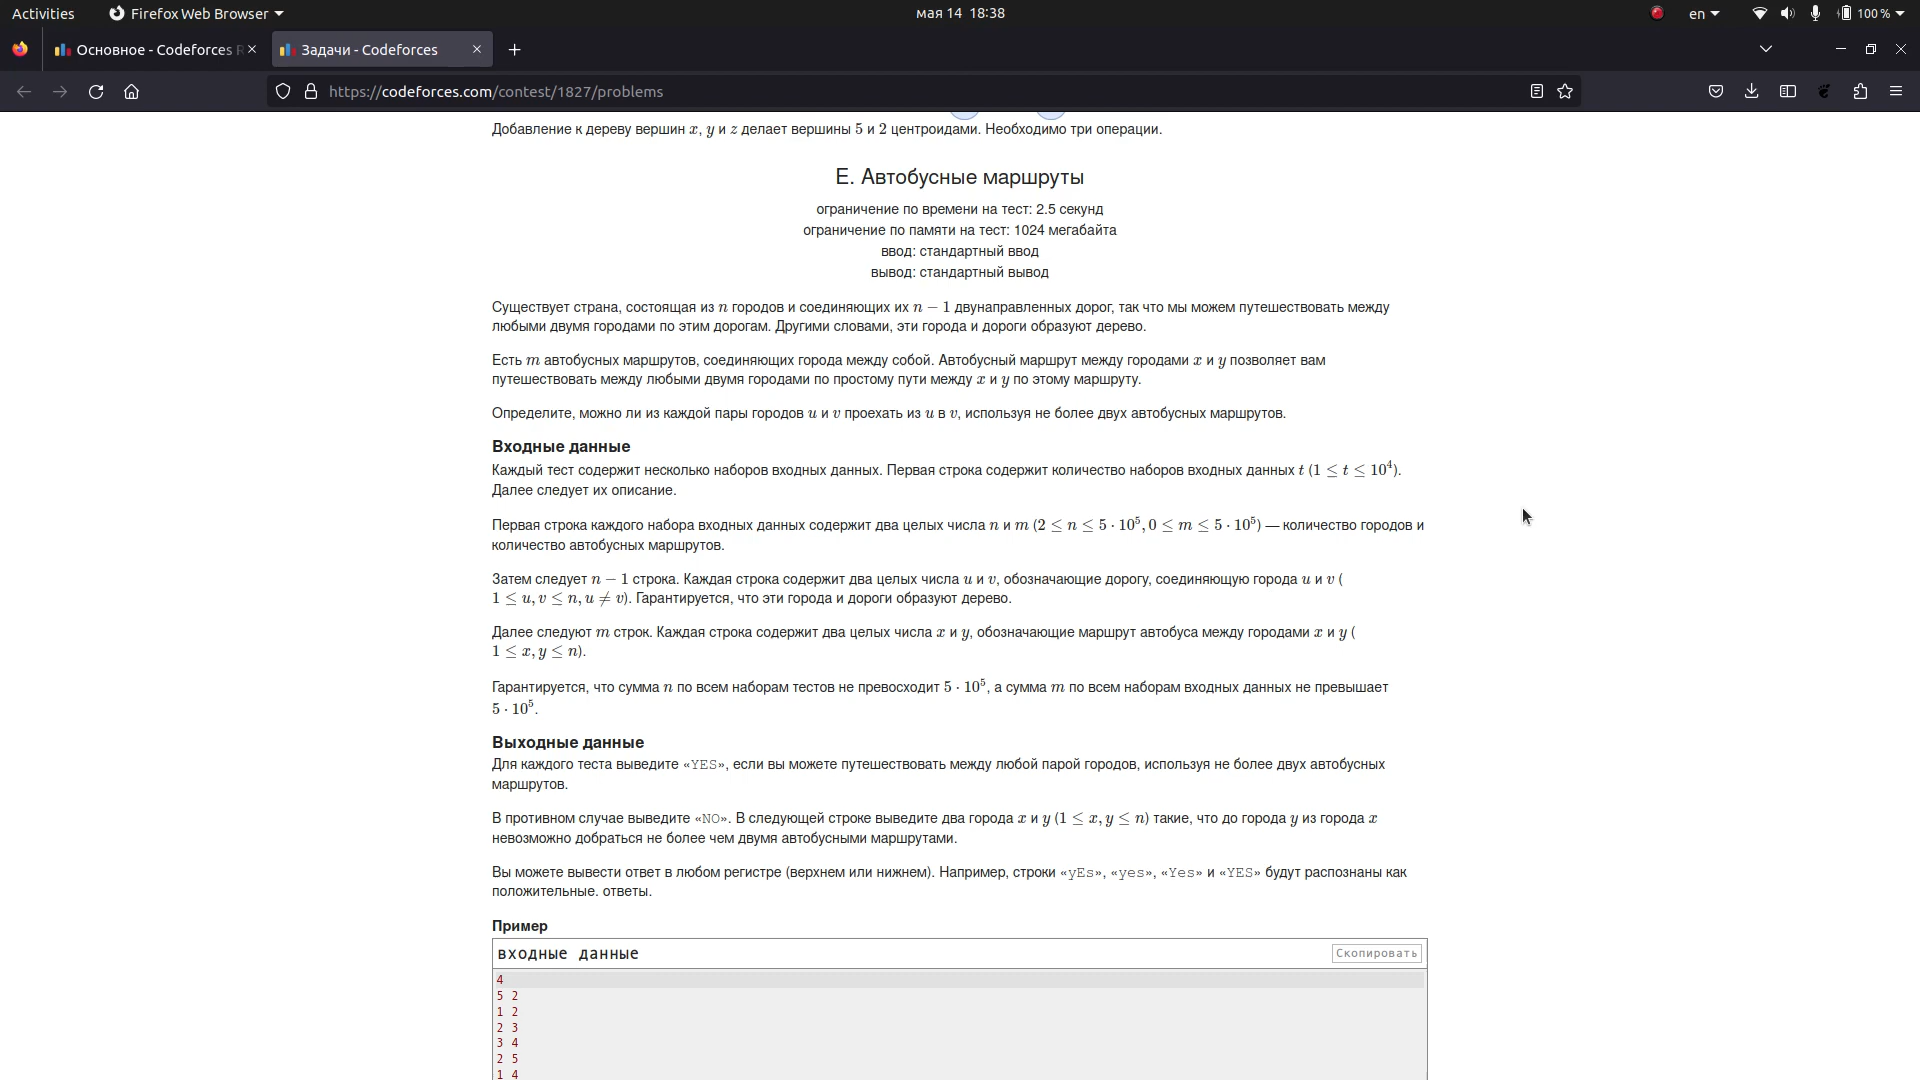 Activities Firefox Web Browser мая 14 18:38 en 100 %
Основное - Codeforces R Задачи - Codeforces
https://codeforces.com/contest/1827/problems
Добавление к дереву вершин x, y и z делает вершины 5 и 2 центроидами. Необходимо три операции.
E. Автобусные маршруты
ограничение по времени на тест: 2.5 секунд
ограничение по памяти на тест: 1024 мегабайта
ввод: стандартный ввод
вывод: стандартный вывод
Существует страна, состоящая из n городов и соединяющих их n − 1 двунаправленных дорог, так что мы можем путешествовать между
любыми двумя городами по этим дорогам. Другими словами, эти города и дороги образуют дерево.
Есть m автобусных маршрутов, соединяющих города между собой. Автобусный маршрут между городами x и y позволяет вам
путешествовать между любыми двумя городами по простому пути между x и y по этому маршруту.
Определите, можно ли из каждой пары городов u и v проехать из u в v, используя не более двух автобусных маршрутов.
Входные данные
Каждый тест содержит несколько наборов входных данных. Первая строка содержит количество наборов входных данных t (1 ≤ t ≤ 10⁴).
Далее следует их описание.
Первая строка каждого набора входных данных содержит два целых числа n и m (2 ≤ n ≤ 5 · 10⁵, 0 ≤ m ≤ 5 · 10⁵) — количество городов и
количество автобусных маршрутов.
Затем следует n − 1 строка. Каждая строка содержит два целых числа u и v, обозначающие дорогу, соединяющую города u и v (
1 ≤ u, v ≤ n, u ≠ v). Гарантируется, что эти города и дороги образуют дерево.
Далее следуют m строк. Каждая строка содержит два целых числа x и y, обозначающие маршрут автобуса между городами x и y (
1 ≤ x, y ≤ n).
Гарантируется, что сумма n по всем наборам тестов не превосходит 5 · 10⁵, а сумма m по всем наборам входных данных не превышает
5 · 10⁵.
Выходные данные
Для каждого теста выведите «YES», если вы можете путешествовать между любой парой городов, используя не более двух автобусных
маршрутов.
В противном случае выведите «NO». В следующей строке выведите два города x и y (1 ≤ x, y ≤ n) такие, что до города y из города x
невозможно добраться не более чем двумя автобусными маршрутами.
Вы можете вывести ответ в любом регистре (верхнем или нижнем). Например, строки «yEs», «yes», «Yes» и «YES» будут распознаны как
положительные. ответы.
Пример
входные данные Скопировать
4
5 2
1 2
2 3
3 4
2 5
1 4